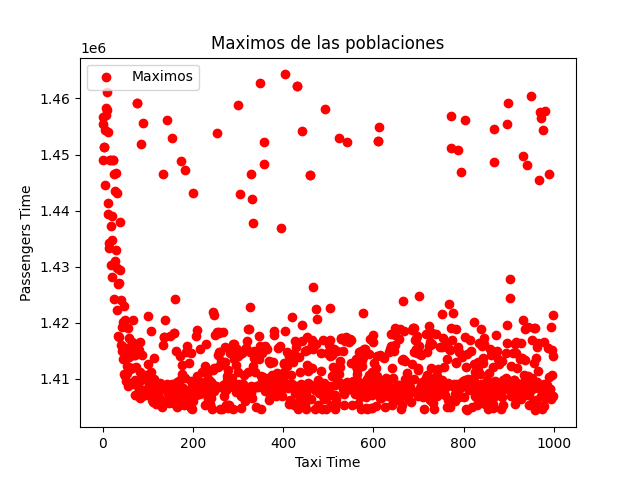 Maximos de las poblaciones
1e6
Maximos
1.46
1.45
1.44
1.43
1.42
1.41
Passengers Time
0 200 400 600 800 1000
Taxi Time